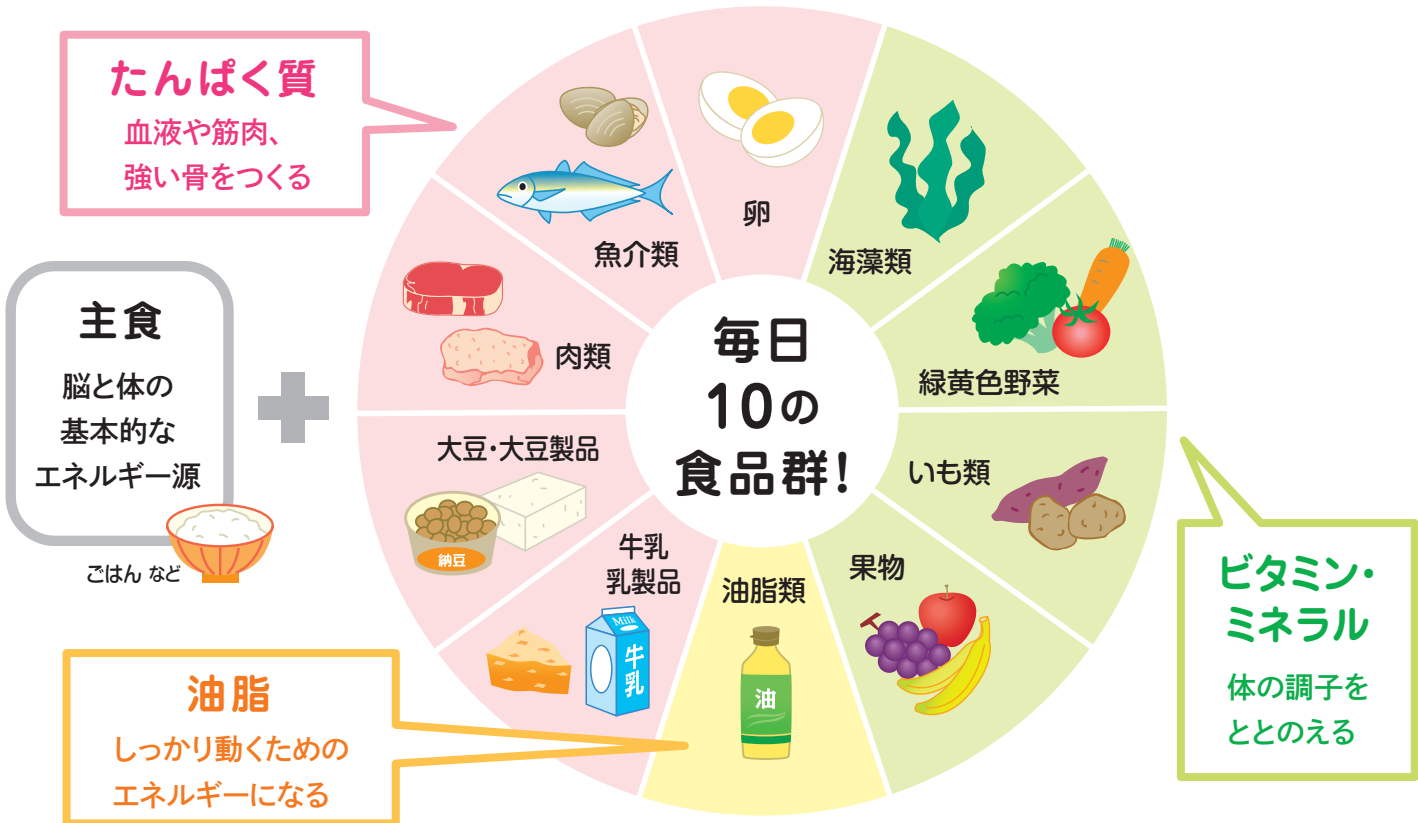 たんぱく質
血液や筋肉、
強い骨をつくる
主食
脳と体の
基本的な
エネルギー源
ごはん など
毎日
10の
食品群!
卵
海藻類
緑黄色野菜
いも類
果物
油脂類
油
牛乳
乳製品
Milk
牛乳
大豆・大豆製品
納豆
肉類
魚介類
油脂
しっかり動くための
エネルギーになる
ビタミン・
ミネラル
体の調子を
ととのえる